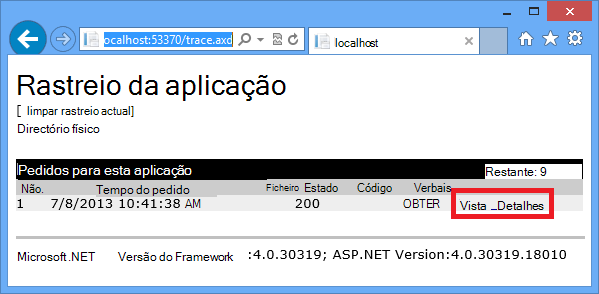 ocalhost:53370/trace.axd
localhost
Rastreio da aplicação
[ limpar rastreio actual]
Directório físico
Pedidos para esta aplicação Restante: 9
Não. Tempo do pedido Ficheiro Estado Código Verbais
1 7/8/2013 10:41:38 AM 200 OBTER Vista _Detalhes
Microsoft.NET Versão do Framework :4.0.30319; ASP.NET Version:4.0.30319.18010